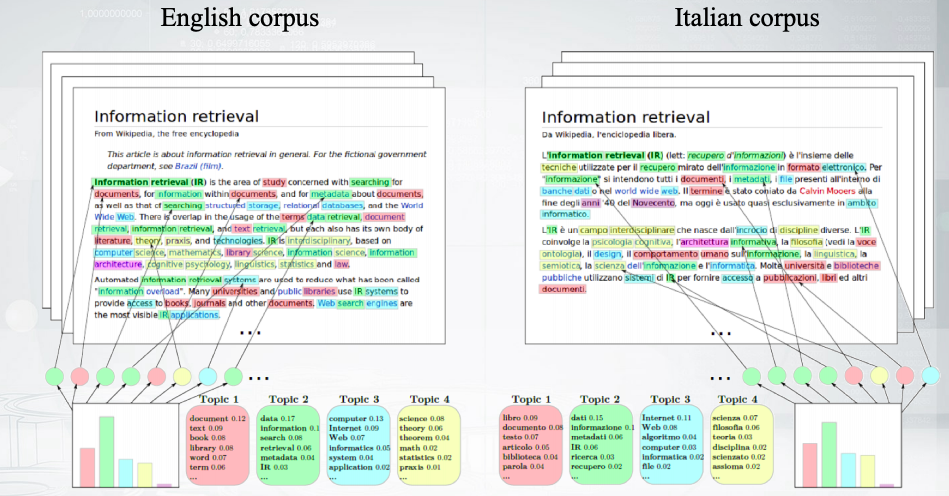 English corpus
Information retrieval
From Wikipedia, the free encyclopedia
This article is about information retrieval in general. For the fictional government
department, see Brazil (film).
Information retrieval (IR) is the area of study concerned with searching for
documents, for information within documents, and for metadata about documents,
as well as that of searching structured storage, relational databases, and the World
Wide Web. There is overlap in the usage of the terms data retrieval, document
retrieval, information retrieval, and text retrieval, but each also has its own body of
literature, theory, praxis, and technologies. IR is interdisciplinary, based on
computer science, mathematics, library science, information science, information
architecture, cognitive psychology, linguistics, statistics and law.
Automated information retrieval systems are used to reduce what has been called
"information overload". Many universities and public libraries use IR systems to
provide access to books, journals and other documents. Web search engines are
the most visible IR applications.
...
...
Topic 1
document 0.12
text 0.09
book 0.08
library 0.08
word 0.07
term 0.06
...
Topic 2
data 0.17
information 0.1
search 0.08
retrieval 0.06
metadata 0.04
IR 0.03
...
Topic 3
computer 0.13
Internet 0.09
Web 0.07
informatics 0.05
system 0.04
application 0.02
...
Topic 4
science 0.08
theory 0.06
theorem 0.04
math 0.02
statistics 0.02
praxis 0.01
...
Italian corpus
Information retrieval
Da Wikipedia, l'enciclopedia libera.
L'information retrieval (IR) (lett: recupero d'informazioni) è l'insieme delle
tecniche utilizzate per il recupero mirato dell'informazione in formato elettronico. Per
"informazione" si intendono tutti i documenti, i metadati, i file presenti all'interno di
banche dati o nel world wide web. Il termine è stato coniato da Calvin Mooers alla
fine degli anni '40 del Novecento, ma oggi è usato quasi esclusivamente in ambito
informatico.
L'IR è un campo interdisciplinare che nasce dall'incrocio di discipline diverse. L'IR
coinvolge la psicologia cognitiva, l'architettura informativa, la filosofia (vedi la voce
ontologia), il design, il comportamento umano sull'informazione, la linguistica, la
semiotica, la scienza dell'informazione e l'informatica. Molte università e biblioteche
pubbliche utilizzano sistemi di IR per fornire accesso a pubblicazioni, libri ed altri
documenti.
...
...
Topic 1
libro 0.09
documento 0.08
testo 0.07
articolo 0.05
biblioteca 0.04
parola 0.04
...
Topic 2
dati 0.15
informazione 0.1
metadati 0.06
IR 0.06
ricerca 0.03
recupero 0.02
...
Topic 3
Internet 0.11
Web 0.08
algoritmo 0.04
computer 0.03
informatica 0.02
file 0.02
...
Topic 4
scienza 0.07
filosofia 0.06
teoria 0.03
disciplina 0.02
scienziato 0.02
assioma 0.02
...